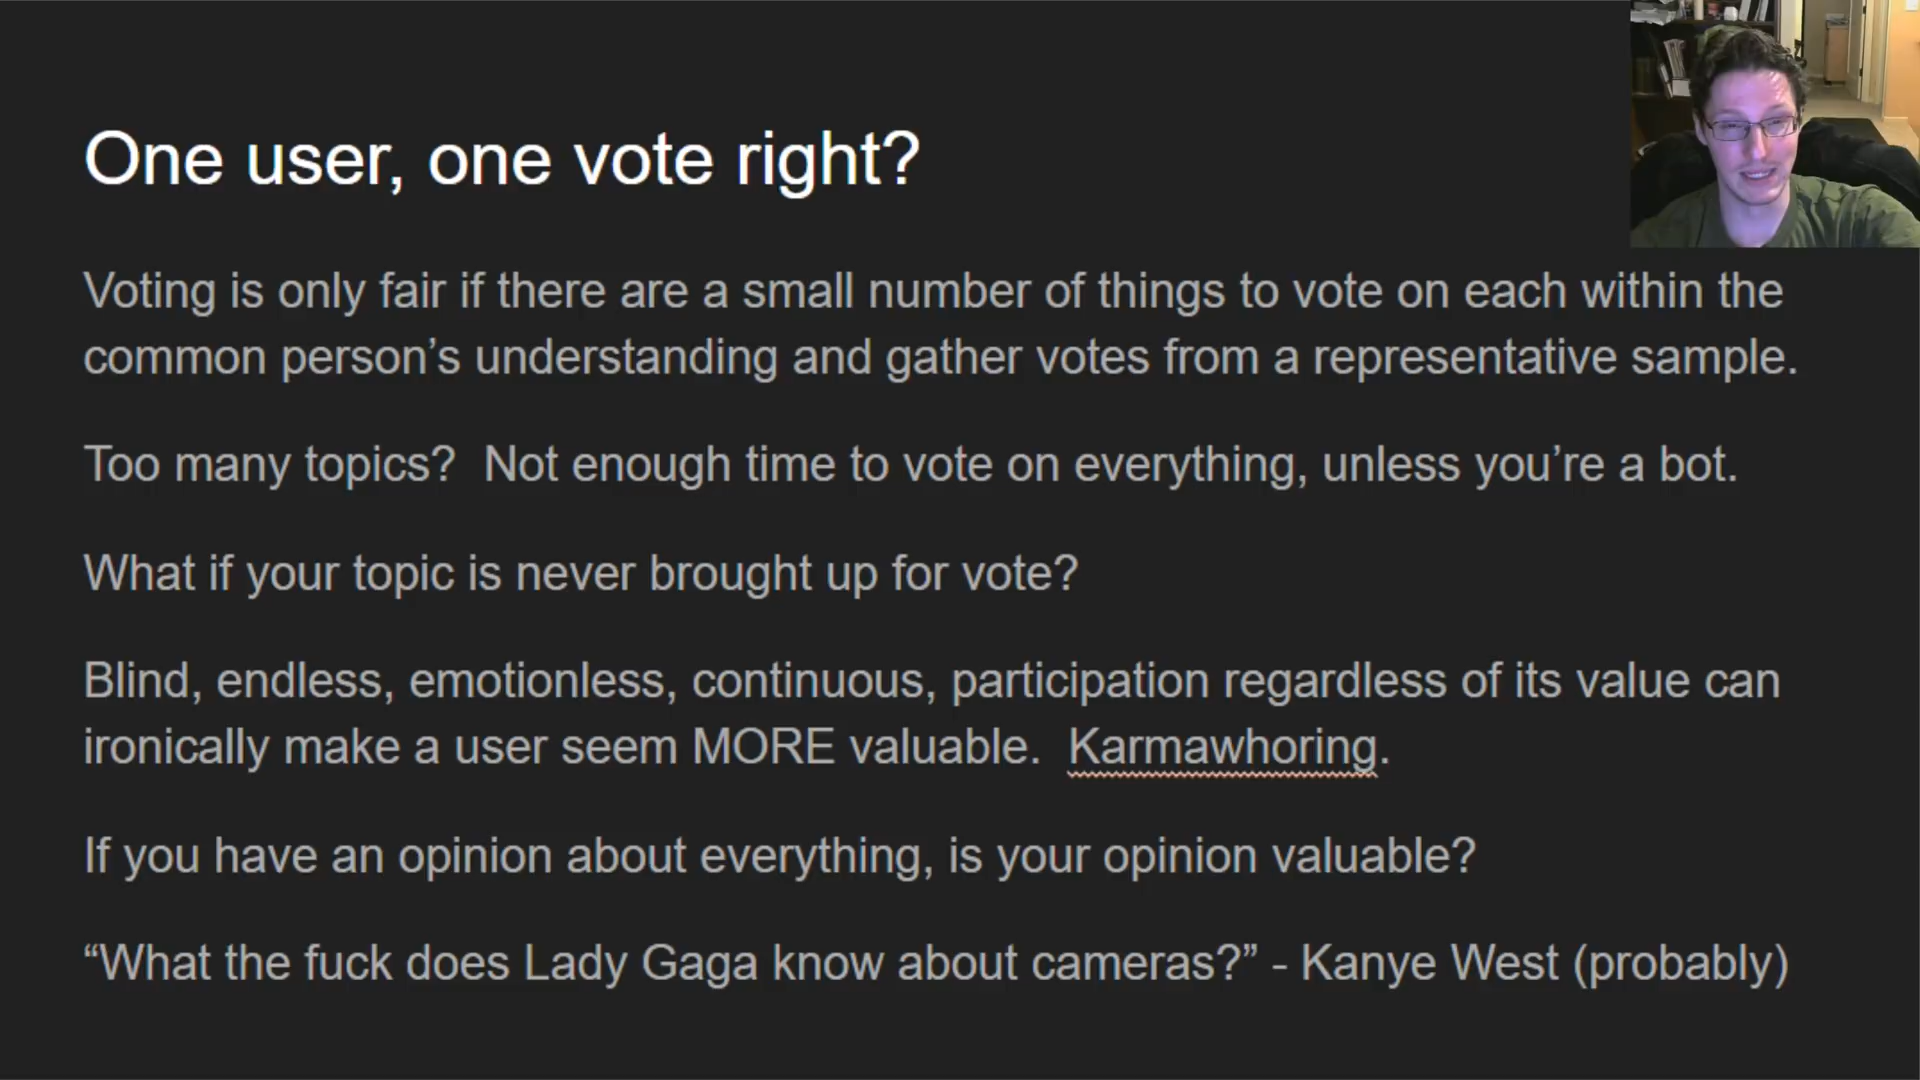 One user, one vote right?
Voting is only fair if there are a small number of things to vote on each within the
common person’s understanding and gather votes from a representative sample.
Too many topics?  Not enough time to vote on everything, unless you’re a bot.
What if your topic is never brought up for vote?
Blind, endless, emotionless, continuous, participation regardless of its value can
ironically make a user seem MORE valuable.  Karmawhoring.
If you have an opinion about everything, is your opinion valuable?
“What the fuck does Lady Gaga know about cameras?” - Kanye West (probably)